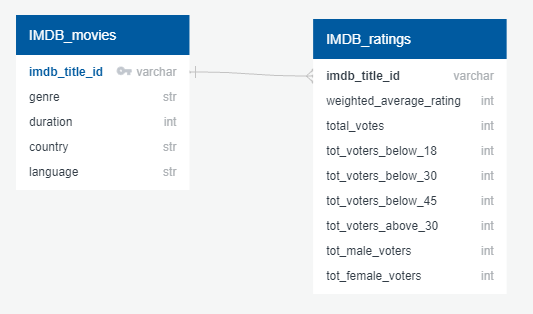 IMDB_movies
imdb_title_id varchar
genre str
duration int
country str
language str
IMDB_ratings
imdb_title_id varchar
weighted_average_rating int
total_votes int
tot_voters_below_18 int
tot_voters_below_30 int
tot_voters_below_45 int
tot_voters_above_30 int
tot_male_voters int
tot_female_voters int